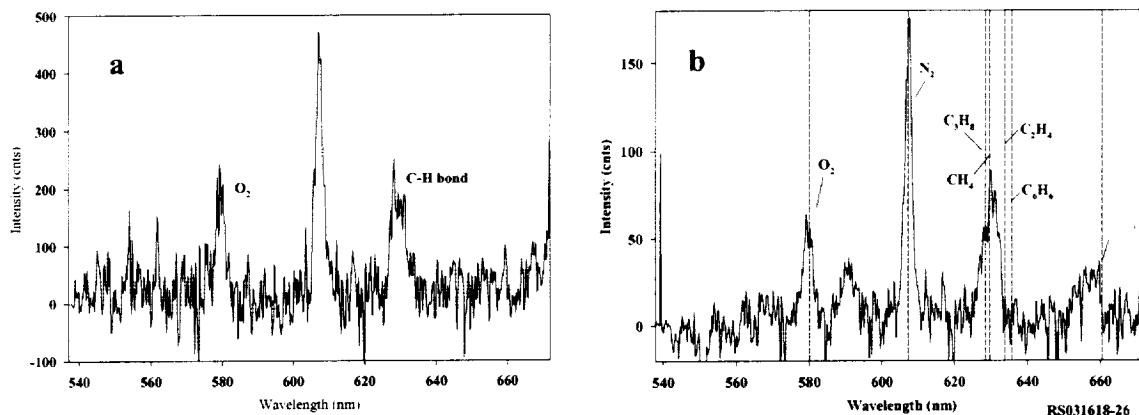 a
500
400
300
200
100
0
-100
Intensity (cnts)
O₂
C-H bond
540 560 580 600 620 640 660
Wavelength (nm)
b
150
100
50
0
Intensity (cnts)
O₂
N₂
C₃H₈
CH₄
C₂H₄
C₆H₆
540 560 580 600 620 640 660
Wavelength (nm)
RS031618-26